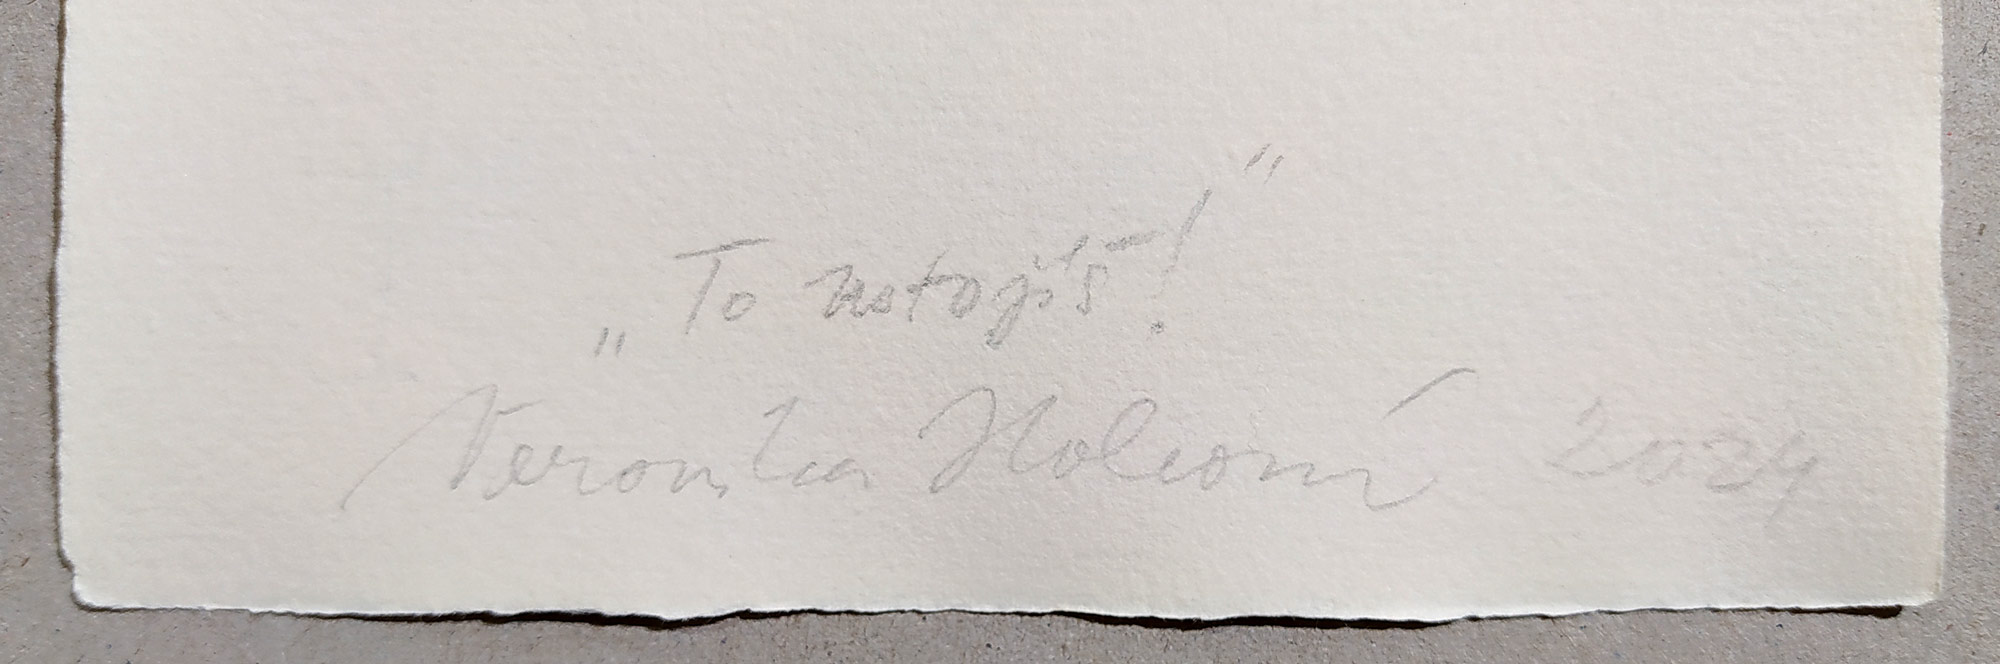 „To ustojíš!“
Veronika Holcová 2024